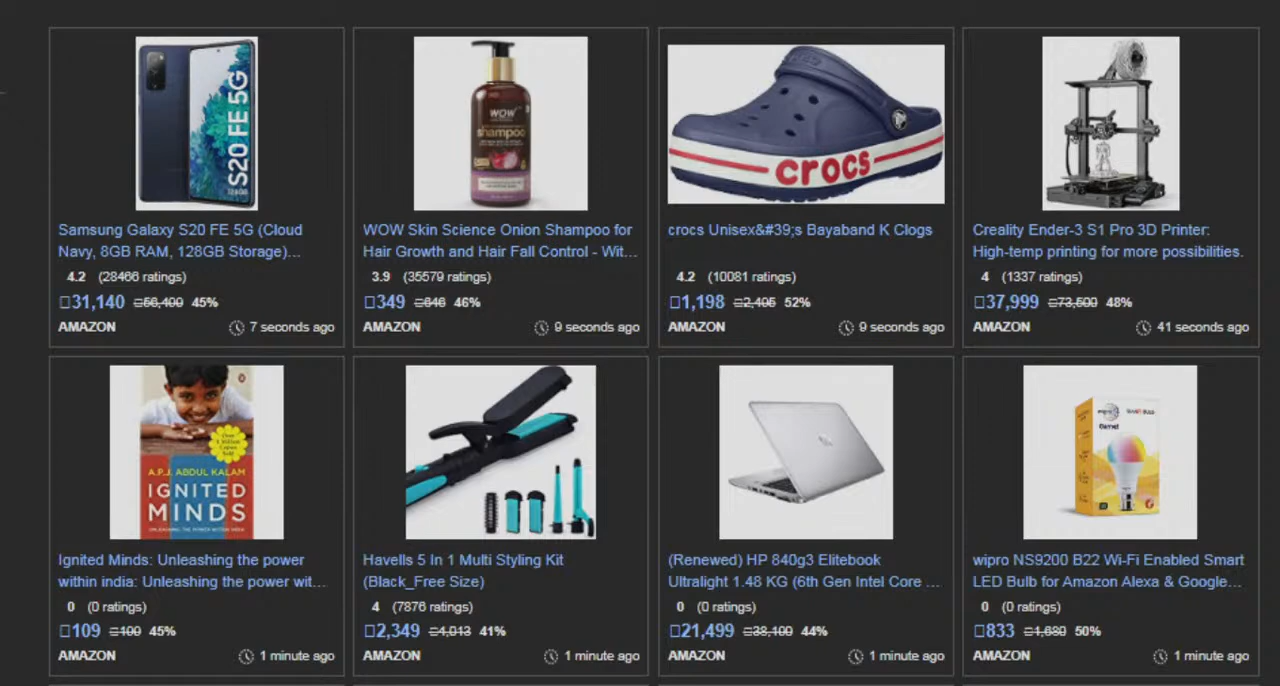 S20 FE 5G
128GB
WOW
shampoo
crocs
Samsung Galaxy S20 FE 5G (Cloud
Navy, 8GB RAM, 128GB Storage)...
4.2 (28466 ratings)
31,140 56,400 45%
AMAZON 7 seconds ago
WOW Skin Science Onion Shampoo for
Hair Growth and Hair Fall Control - Wit...
3.9 (35579 ratings)
349 646 46%
AMAZON 9 seconds ago
crocs Unisex&#39;s Bayaband K Clogs
4.2 (10081 ratings)
1,198 2,405 52%
AMAZON 9 seconds ago
Creality Ender-3 S1 Pro 3D Printer:
High-temp printing for more possibilities.
4 (1337 ratings)
37,999 73,500 48%
AMAZON 41 seconds ago
A.P.J. ABDUL KALAM
IGNITED
MINDS
wipro
Garnet
Ignited Minds: Unleashing the power
within india: Unleashing the power wit...
0 (0 ratings)
109 45%
AMAZON 1 minute ago
Havells 5 In 1 Multi Styling Kit
(Black_Free Size)
4 (7876 ratings)
2,349 4,013 41%
AMAZON 1 minute ago
(Renewed) HP 840g3 Elitebook
Ultralight 1.48 KG (6th Gen Intel Core ...
0 (0 ratings)
21,499 38,100 44%
AMAZON 1 minute ago
wipro NS9200 B22 Wi-Fi Enabled Smart
LED Bulb for Amazon Alexa & Google...
0 (0 ratings)
833 1,680 50%
AMAZON 1 minute ago